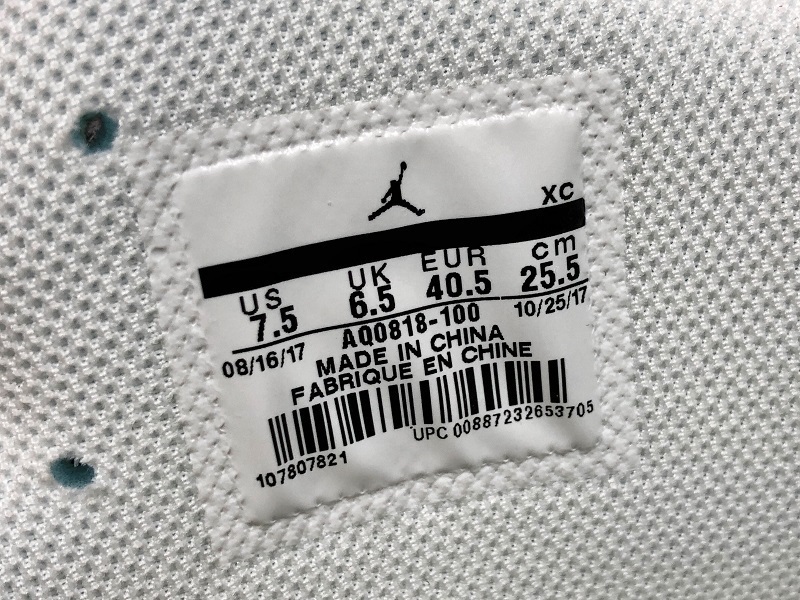 XC
US UK EUR cm
7.5 6.5 40.5 25.5
08/16/17 AQ0818-100 10/25/17
MADE IN CHINA
FABRIQUE EN CHINE
UPC 00887232653705
107807821